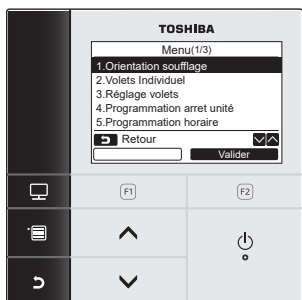 TOSHIBA
Menu(1/3)
1.Orientation soufflage
2.Volets Individuel
3.Réglage volets
4.Programmation arret unité
5.Programmation horaire
Retour
Valider
F1
F2